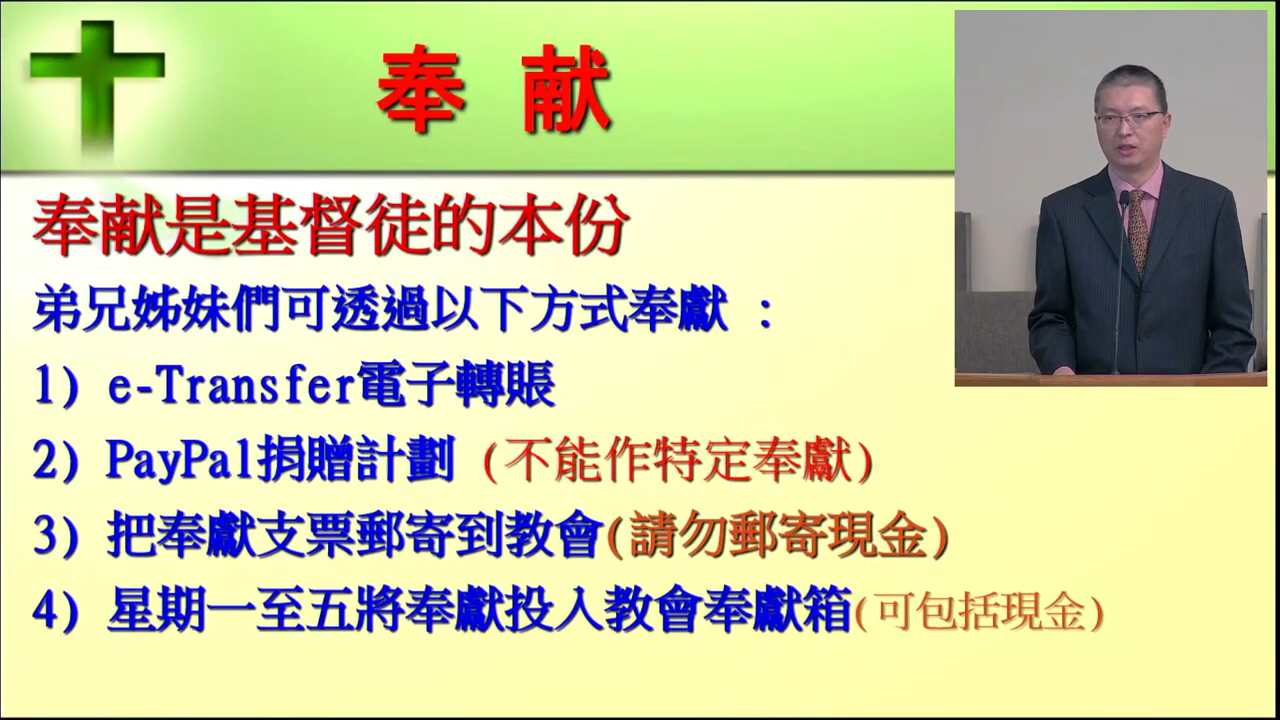 奉 献
奉献是基督徒的本份
弟兄姊妹們可透過以下方式奉獻 ：
1) e-Transfer電子轉賬
2) PayPal捐贈計劃 (不能作特定奉獻)
3) 把奉獻支票郵寄到教會(請勿郵寄現金)
4) 星期一至五將奉獻投入教會奉獻箱(可包括現金)